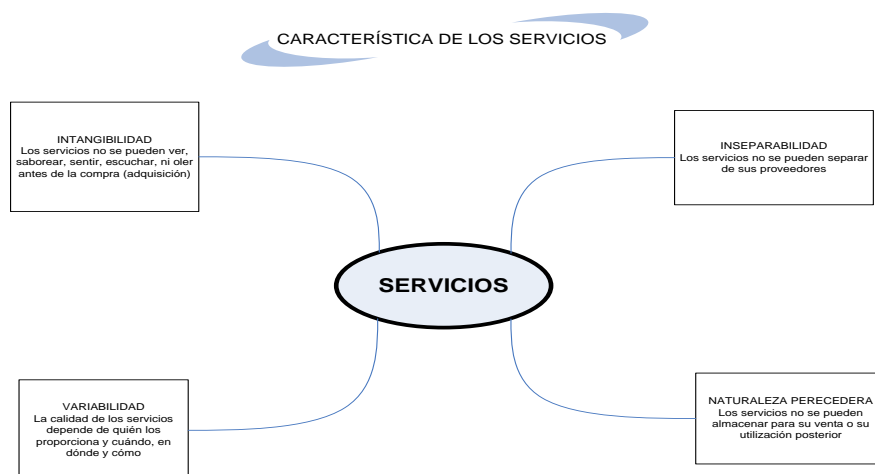 CARACTERÍSTICA DE LOS SERVICIOS
INTANGIBILIDAD
Los servicios no se pueden ver,
saborear, sentir, escuchar, ni oler
antes de la compra (adquisición)
INSEPARABILIDAD
Los servicios no se pueden separar
de sus proveedores
SERVICIOS
VARIABILIDAD
La calidad de los servicios
depende de quién los
proporciona y cuándo, en
dónde y cómo
NATURALEZA PERECEDERA
Los servicios no se pueden
almacenar para su venta o su
utilización posterior